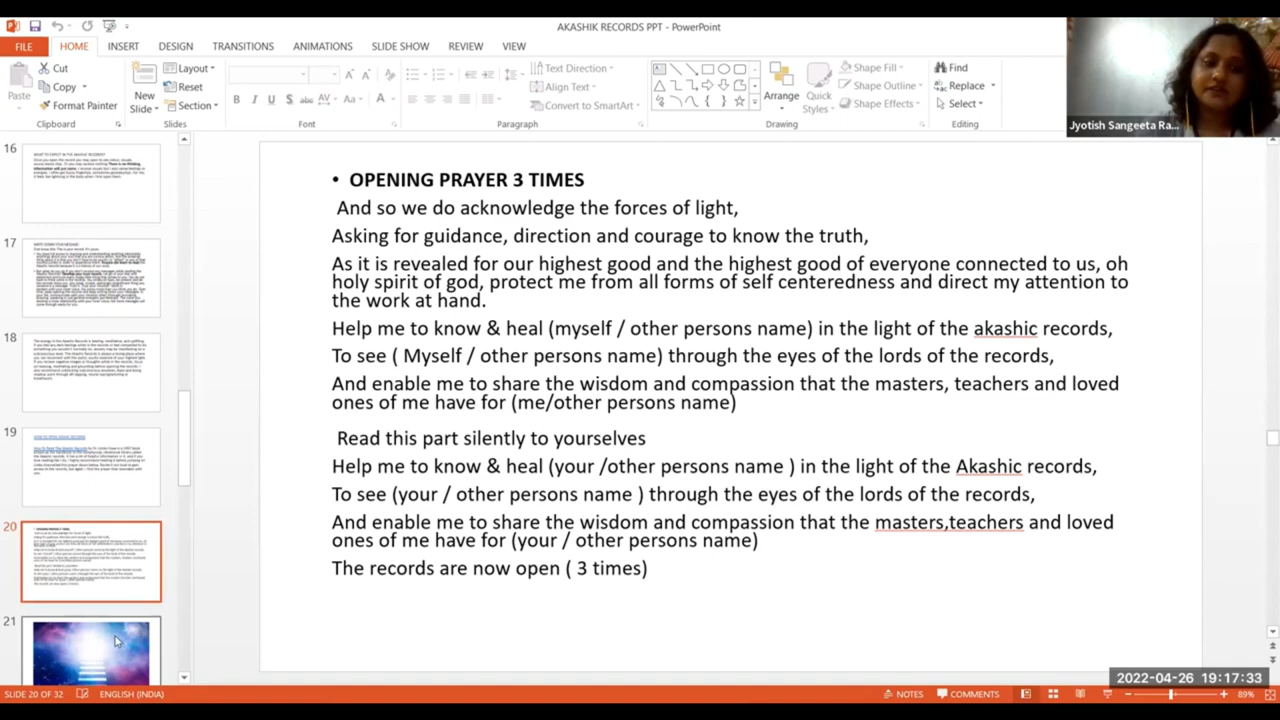 AKASHIK RECORDS PPT - PowerPoint
FILE HOME INSERT DESIGN TRANSITIONS ANIMATIONS SLIDE SHOW REVIEW VIEW
Paste
Cut
Copy
Format Painter
Clipboard
New Slide
Layout
Reset
Section
Slides
B I U S abc AV Aa A
Font
Text Direction
Align Text
Convert to SmartArt
Paragraph
Arrange
Quick Styles
Shape Fill
Shape Outline
Shape Effects
Drawing
Find
Replace
Select
Editing
Jyotish Sangeeta Ra...
16
17
18
19
20
21
• OPENING PRAYER 3 TIMES
And so we do acknowledge the forces of light,
Asking for guidance, direction and courage to know the truth,
As it is revealed for our highest good and the highest good of everyone connected to us, oh
holy spirit of god, protect me from all forms of self centeredness and direct my attention to
the work at hand.
Help me to know & heal (myself / other persons name) in the light of the akashic records,
To see ( Myself / other persons name) through the eyes of the lords of the records,
And enable me to share the wisdom and compassion that the masters, teachers and loved
ones of me have for (me/other persons name)
Read this part silently to yourselves
Help me to know & heal (your /other persons name ) in the light of the Akashic records,
To see (your / other persons name ) through the eyes of the lords of the records,
And enable me to share the wisdom and compassion that the masters,teachers and loved
ones of me have for (your / other persons name)
The records are now open ( 3 times)
2022-04-26 19:17:33
SLIDE 20 OF 32 ENGLISH (INDIA) NOTES COMMENTS 89%